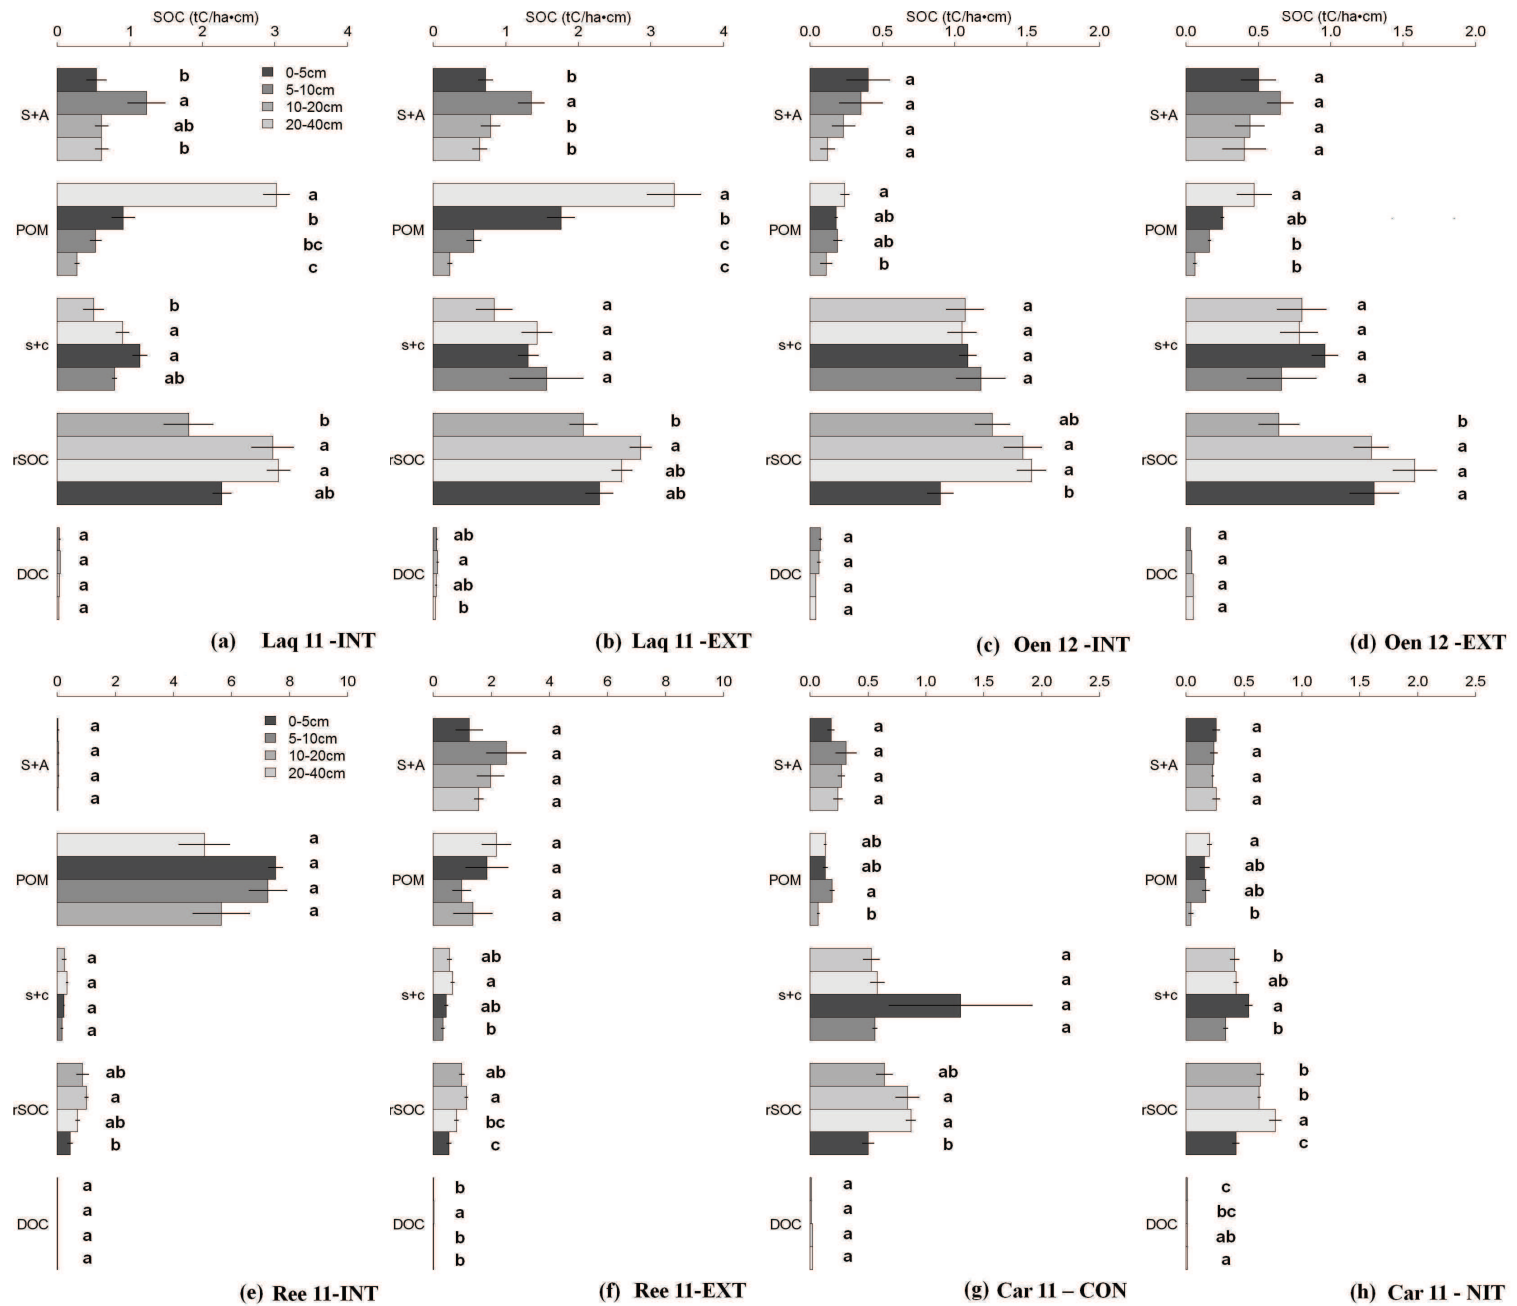 SOC (tC/ha•cm) SOC (tC/ha•cm) SOC (tC/ha•cm) SOC (tC/ha•cm)
0 1 2 3 4 0 1 2 3 4 0.0 0.5 1.0 1.5 2.0 0.0 0.5 1.0 1.5 2.0
0-5cm
5-10cm
10-20cm
20-40cm
S+A b a ab b S+A b a b b S+A a a a a S+A a a a a
POM a b bc c POM a b c c POM a ab ab b POM a ab b b
s+c b a a ab s+c a a a a s+c a a a a s+c a a a a
rSOC b a a ab rSOC b a ab ab rSOC ab a a b rSOC b a a a
DOC a a a a DOC ab a ab b DOC a a a a DOC a a a a
(a) Laq 11 -INT (b) Laq 11 -EXT (c) Oen 12 -INT (d) Oen 12 -EXT
0 2 4 6 8 10 0 2 4 6 8 10 0.0 0.5 1.0 1.5 2.0 2.5 0.0 0.5 1.0 1.5 2.0 2.5
0-5cm
5-10cm
10-20cm
20-40cm
S+A a a a a S+A a a a a S+A a a a a S+A a a a a
POM a a a a POM a a a a POM ab ab a b POM a ab ab b
s+c a a a a s+c ab a ab b s+c a a a a s+c b ab a b
rSOC ab a ab b rSOC ab a bc c rSOC ab a a b rSOC b b a c
DOC a a a a DOC b a b b DOC a a a a DOC c bc ab a
(e) Ree 11-INT (f) Ree 11-EXT (g) Car 11 – CON (h) Car 11 - NIT